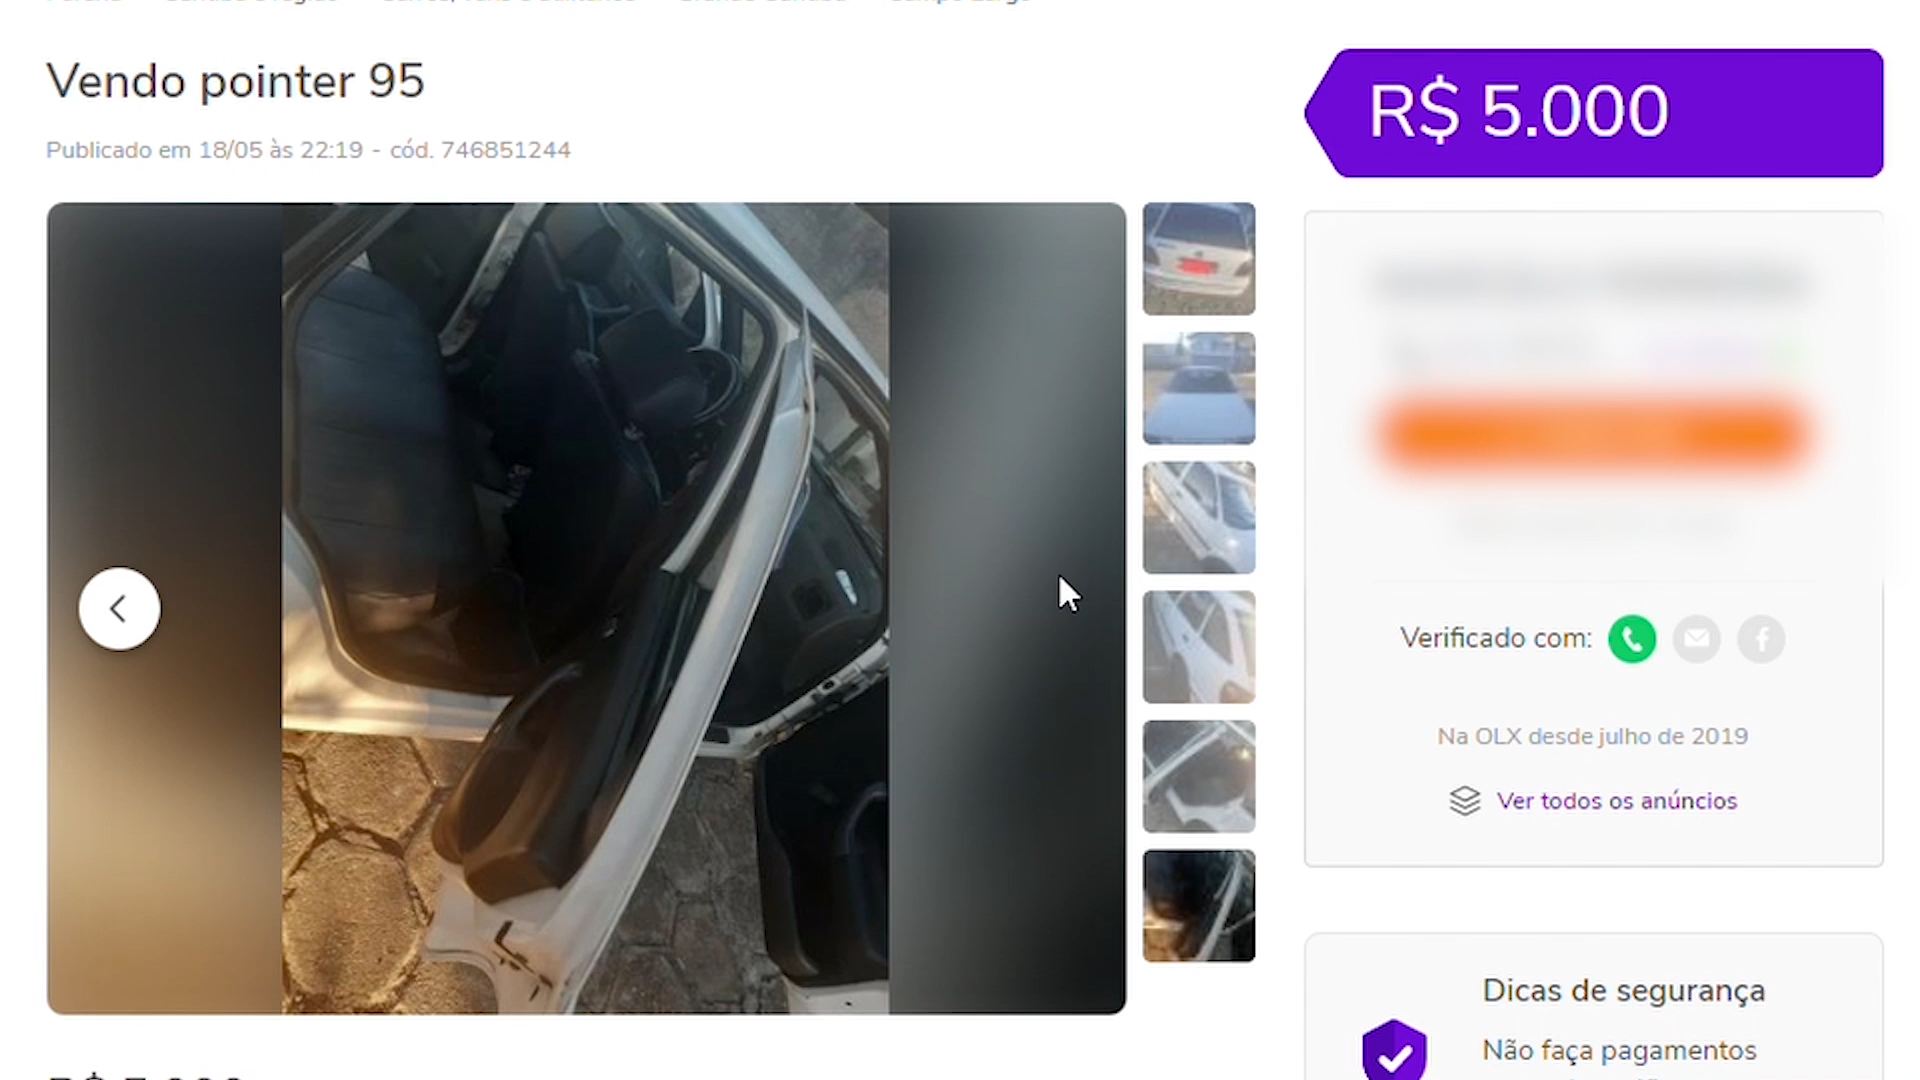 Vendo pointer 95
Publicado em 18/05 às 22:19 - cód. 746851244
R$ 5.000
Verificado com:
Na OLX desde julho de 2019
Ver todos os anúncios
Dicas de segurança
Não faça pagamentos